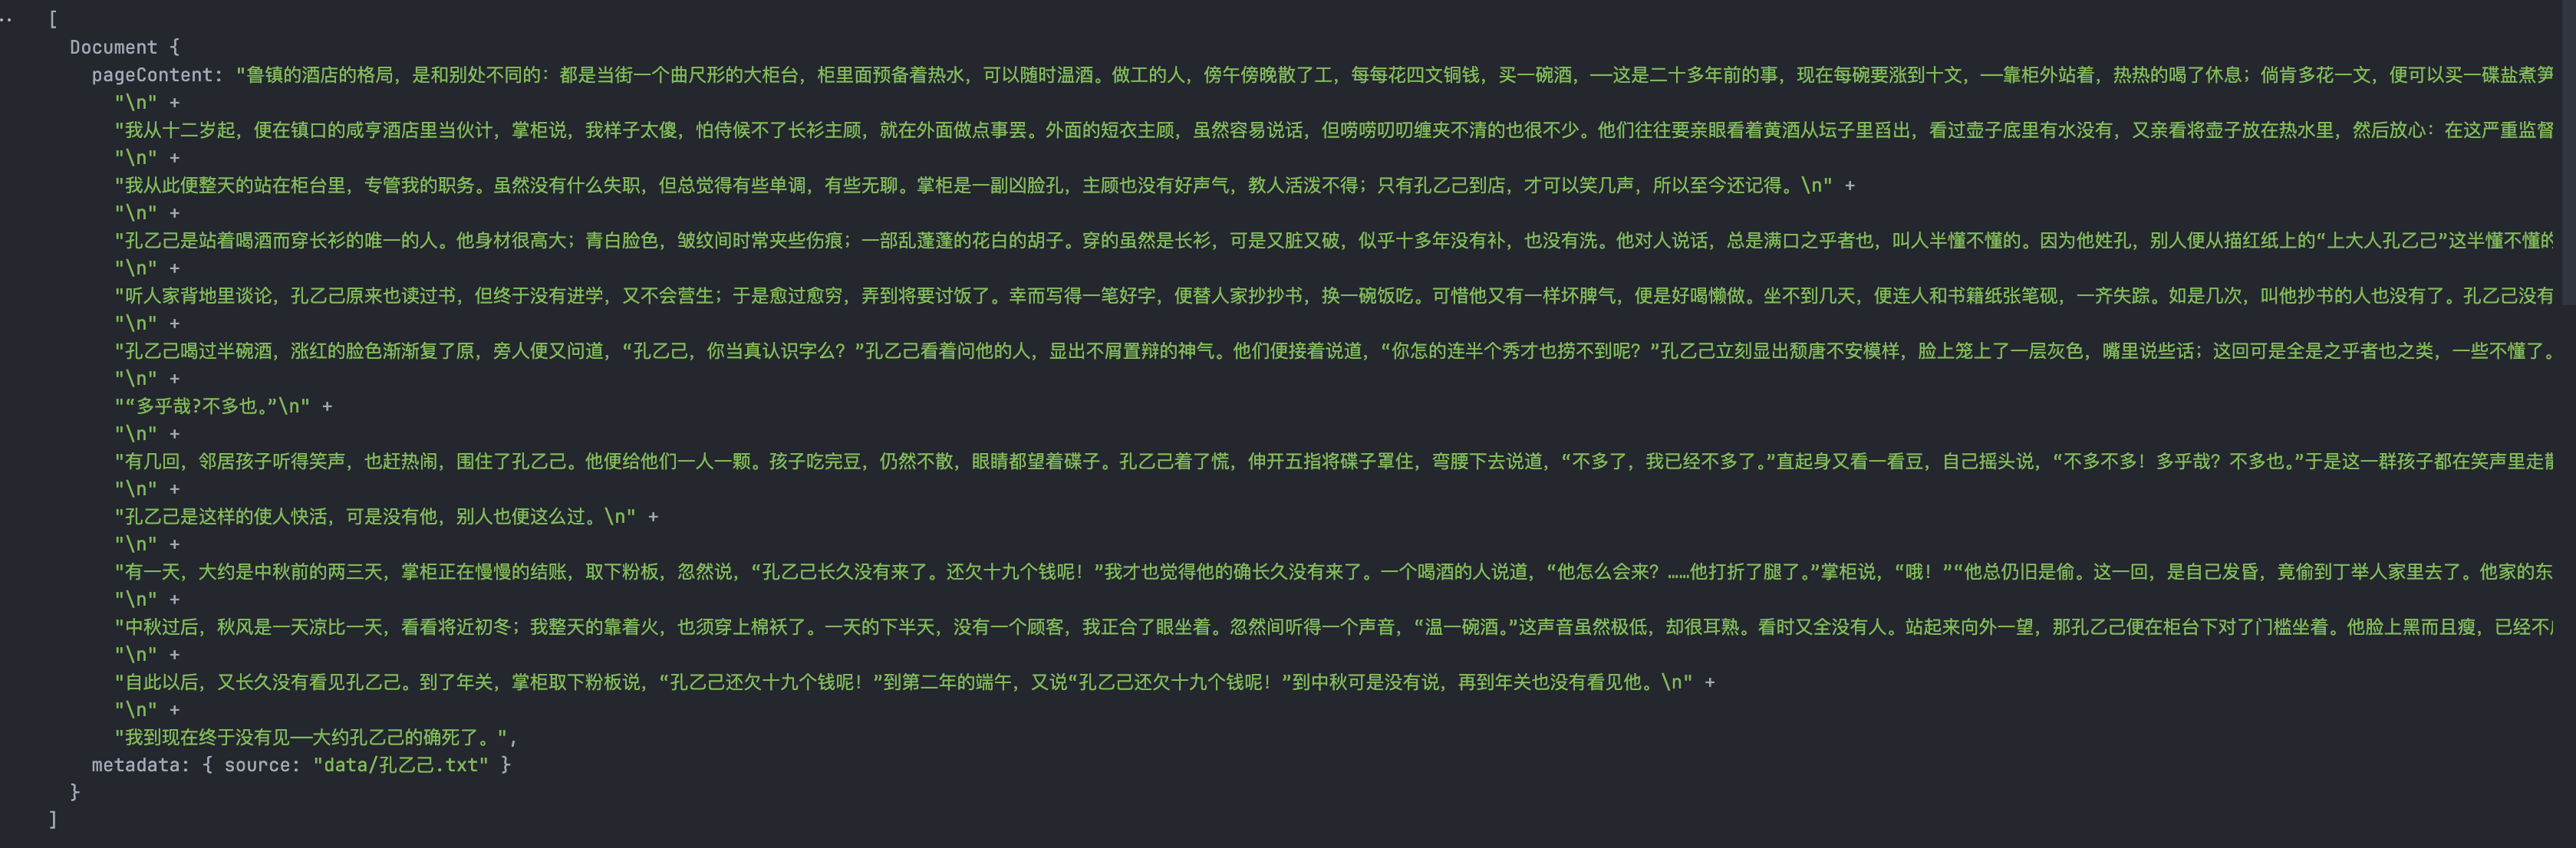 [
Document {
pageContent: "鲁镇的酒店的格局，是和别处不同的：都是当街一个曲尺形的大柜台，柜里面预备着热水，可以随时温酒。做工的人，傍午傍晚散了工，每每花四文铜钱，买一碗酒，——这是二十多年前的事，现在每碗要涨到十文，——靠柜外站着，热热的喝了休息；倘肯多花一文，便可以买一碟盐煮笋
"\n" +
"我从十二岁起，便在镇口的咸亨酒店里当伙计，掌柜说，我样子太傻，怕侍候不了长衫主顾，就在外面做点事罢。外面的短衣主顾，虽然容易说话，但唠唠叨叨缠夹不清的也很不少。他们往往要亲眼看着黄酒从坛子里舀出，看过壶子底里有水没有，又亲看将壶子放在热水里，然后放心：在这严重监督
"\n" +
"我从此便整天的站在柜台里，专管我的职务。虽然没有什么失职，但总觉得有些单调，有些无聊。掌柜是一副凶脸孔，主顾也没有好声气，教人活泼不得；只有孔乙己到店，才可以笑几声，所以至今还记得。\n" +
"\n" +
"孔乙己是站着喝酒而穿长衫的唯一的人。他身材很高大；青白脸色，皱纹间时常夹些伤痕；一部乱蓬蓬的花白的胡子。穿的虽然是长衫，可是又脏又破，似乎十多年没有补，也没有洗。他对人说话，总是满口之乎者也，叫人半懂不懂的。因为他姓孔，别人便从描红纸上的“上大人孔乙己”这半懂不懂的
"\n" +
"听人家背地里谈论，孔乙己原来也读过书，但终于没有进学，又不会营生；于是愈过愈穷，弄到将要讨饭了。幸而写得一笔好字，便替人家抄抄书，换一碗饭吃。可惜他又有一样坏脾气，便是好喝懒做。坐不到几天，便连人和书籍纸张笔砚，一齐失踪。如是几次，叫他抄书的人也没有了。孔乙己没有
"\n" +
"孔乙己喝过半碗酒，涨红的脸色渐渐复了原，旁人便又问道，“孔乙己，你当真认识字么？”孔乙己看着问他的人，显出不屑置辩的神气。他们便接着说道，“你怎的连半个秀才也捞不到呢？”孔乙己立刻显出颓唐不安模样，脸上笼上了一层灰色，嘴里说些话；这回可是全是之乎者也之类，一些不懂了。
"\n" +
"“多乎哉?不多也。”\n" +
"\n" +
"有几回，邻居孩子听得笑声，也赶热闹，围住了孔乙己。他便给他们一人一颗。孩子吃完豆，仍然不散，眼睛都望着碟子。孔乙己着了慌，伸开五指将碟子罩住，弯腰下去说道，“不多了，我已经不多了。”直起身又看一看豆，自己摇头说，“不多不多！多乎哉？不多也。”于是这一群孩子都在笑声里走散
"\n" +
"孔乙己是这样的使人快活，可是没有他，别人也便这么过。\n" +
"\n" +
"有一天，大约是中秋前的两三天，掌柜正在慢慢的结账，取下粉板，忽然说，“孔乙己长久没有来了。还欠十九个钱呢！”我才也觉得他的确长久没有来了。一个喝酒的人说道，“他怎么会来？……他打折了腿了。”掌柜说，“哦！”“他总仍旧是偷。这一回，是自己发昏，竟偷到丁举人家里去了。他家的东
"\n" +
"中秋过后，秋风是一天凉比一天，看看将近初冬；我整天的靠着火，也须穿上棉袄了。一天的下半天，没有一个顾客，我正合了眼坐着。忽然间听得一个声音，“温一碗酒。”这声音虽然极低，却很耳熟。看时又全没有人。站起来向外一望，那孔乙己便在柜台下对了门槛坐着。他脸上黑而且瘦，已经不
"\n" +
"自此以后，又长久没有看见孔乙己。到了年关，掌柜取下粉板说，“孔乙己还欠十九个钱呢！”到第二年的端午，又说“孔乙己还欠十九个钱呢！”到中秋可是没有说，再到年关也没有看见他。\n" +
"\n" +
"我到现在终于没有见——大约孔乙己的确死了。",
metadata: { source: "data/孔乙己.txt" }
}
]